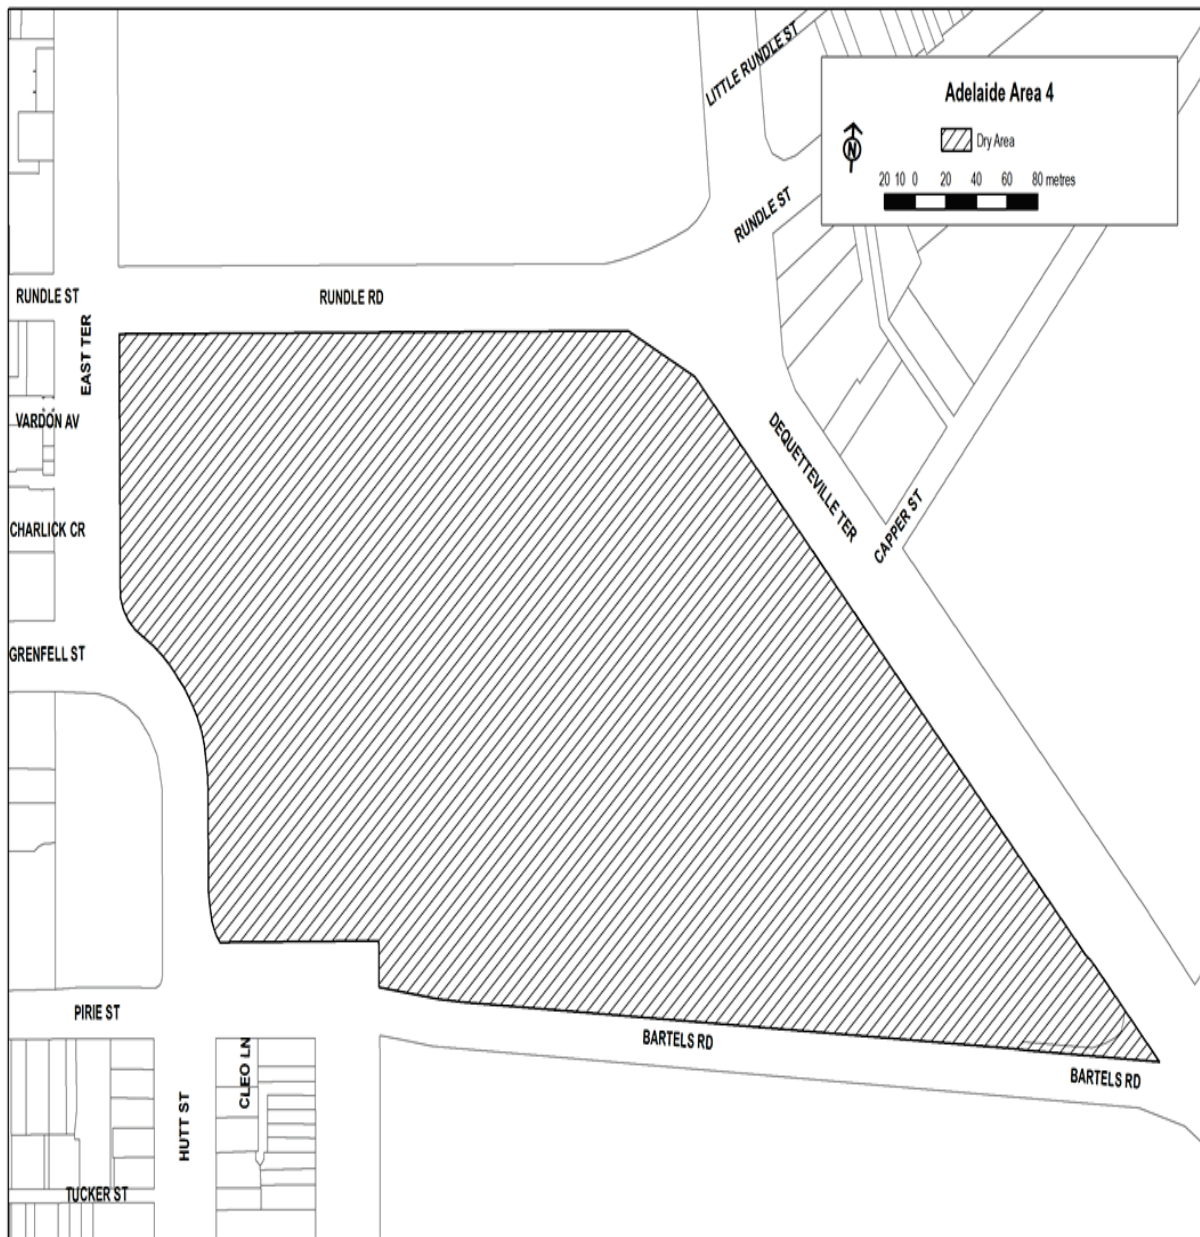 LITTLE RUNDLE ST
Adelaide Area 4
N
Dry Area
20 10 0 20 40 60 80 metres
RUNDLE ST
RUNDLE ST
RUNDLE RD
EAST TER
VARDON AV
DEQUETTEVILLE TER
CHARLICK CR
CAPPER ST
GRENFELL ST
PIRIE ST
BARTELS RD
CLEO LN
BARTELS RD
HUTT ST
TUCKER ST